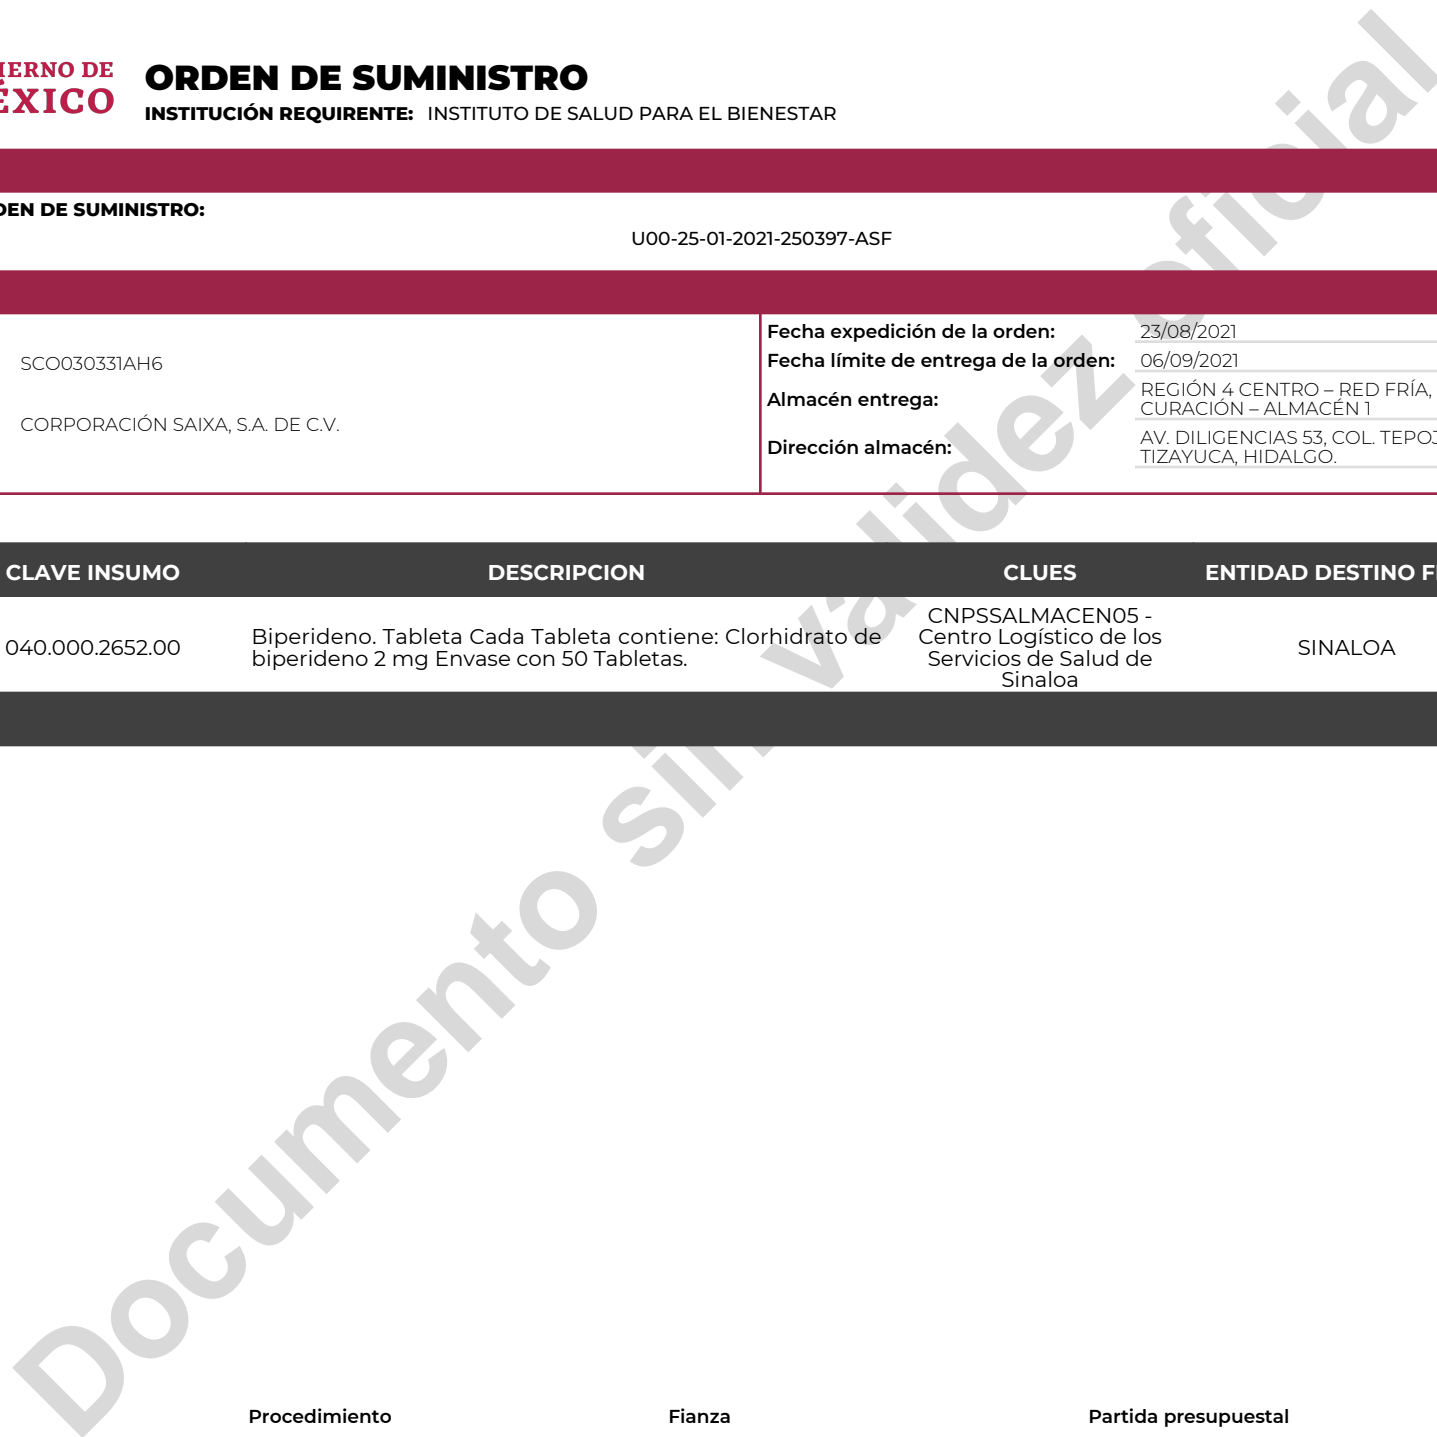 IERNO DE
ÉXICO
ORDEN DE SUMINISTRO
INSTITUCIÓN REQUIRENTE: INSTITUTO DE SALUD PARA EL BIENESTAR
DEN DE SUMINISTRO:
U00-25-01-2021-250397-ASF
SCO030331AH6
CORPORACIÓN SAIXA, S.A. DE C.V.
Fecha expedición de la orden: 23/08/2021
Fecha límite de entrega de la orden: 06/09/2021
Almacén entrega: REGIÓN 4 CENTRO – RED FRÍA,
CURACIÓN – ALMACÉN 1
Dirección almacén: AV. DILIGENCIAS 53, COL. TEPOJ
TIZAYUCA, HIDALGO.
CLAVE INSUMO DESCRIPCION CLUES ENTIDAD DESTINO F
040.000.2652.00
Biperideno. Tableta Cada Tableta contiene: Clorhidrato de
biperideno 2 mg Envase con 50 Tabletas.
CNPSSALMACEN05 -
Centro Logístico de los
Servicios de Salud de
Sinaloa
SINALOA
Documento sin validez oficial
Procedimiento Fianza Partida presupuestal